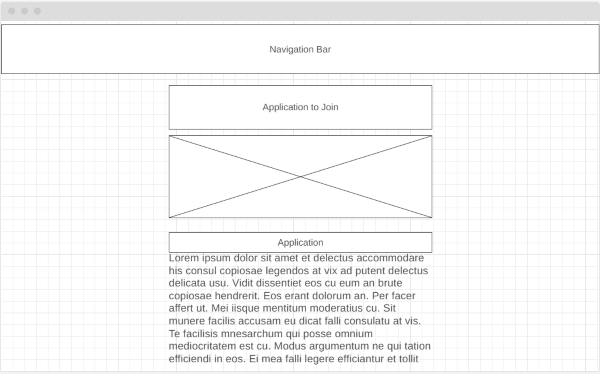 Navigation Bar
Application to Join
Application
Lorem ipsum dolor sit amet et delectus accommodare
his consul copiosae legendos at vix ad putent delectus
delicata usu. Vidit dissentiet eos cu eum an brute
copiosae hendrerit. Eos erant dolorum an. Per facer
affert ut. Mei iisque mentitum moderatius cu. Sit
munere facilis accusam eu dicat falli consulatu at vis.
Te facilisis mnesarchum qui posse omnium
mediocritatem est cu. Modus argumentum ne qui tation
efficiendi in eos. Ei mea falli legere efficiantur et tollit